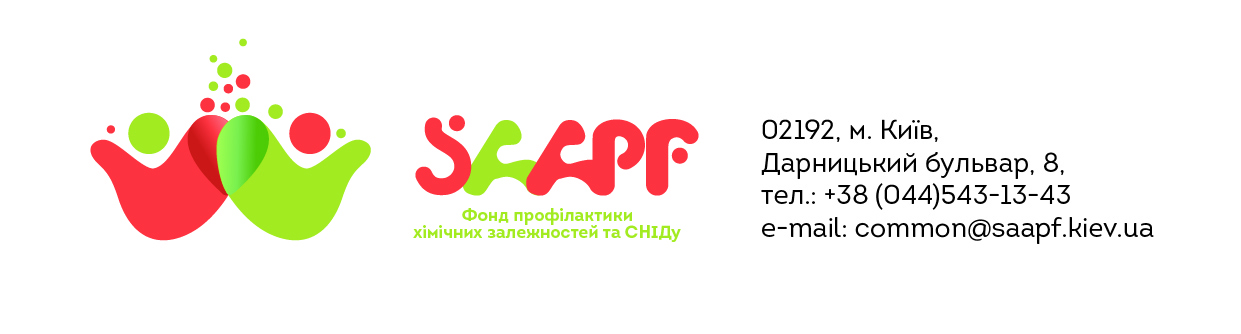 SAAPF
Фонд профілактики
хімічних залежностей та СНІДу
02192, м. Київ,
Дарницький бульвар, 8,
тел.: +38 (044)543-13-43
e-mail: common@saapf.kiev.ua